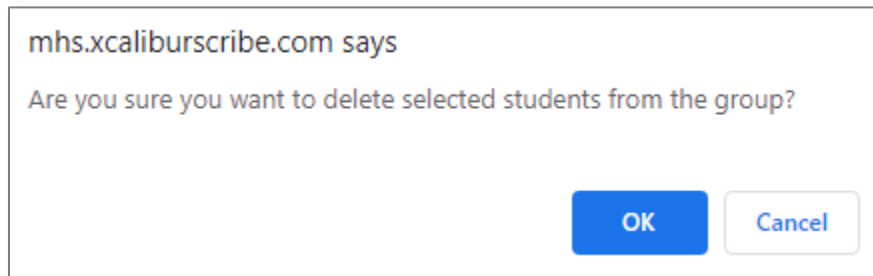 mhs.xcaliburscribe.com says
Are you sure you want to delete selected students from the group?
OK Cancel